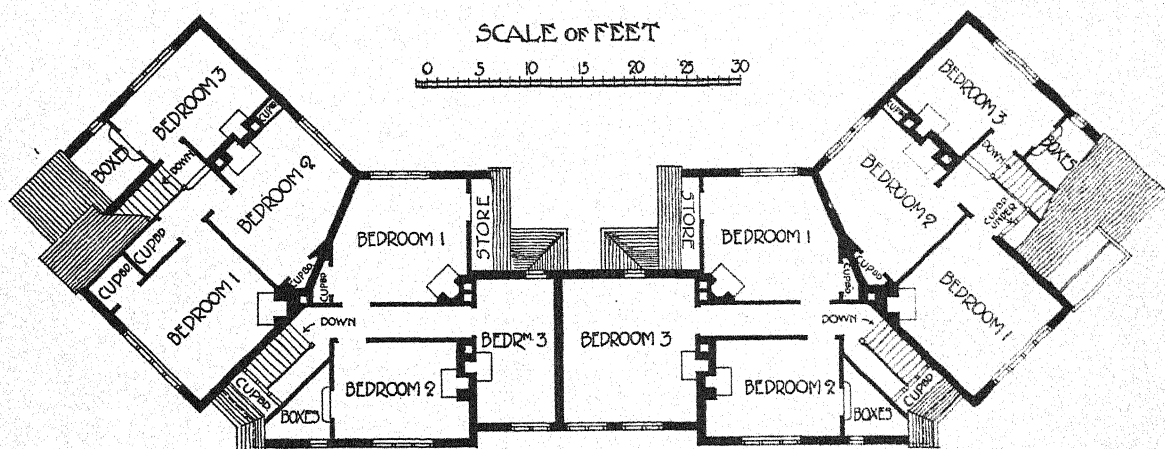 SCALE OF FEET
0 5 10 15 20 25 30
BEDROOM 3
BOXES
DOWN
CUPBD
BEDROOM 2
CUPBD
CUPBD
BEDROOM 1
CUPBD
CUPBD
BEDROOM 1
STORE
DOWN
CUPBD
BOXES
BEDROOM 2
BEDRM 3
BEDROOM 3
STORE
BEDROOM 1
CUPBD
CUPBD
DOWN
BEDROOM 2
BOXES
CUPBD
BEDROOM 3
CUPBD
BOXES
DOWN
BEDROOM 2
CUPBD
UNDER
BEDROOM 1